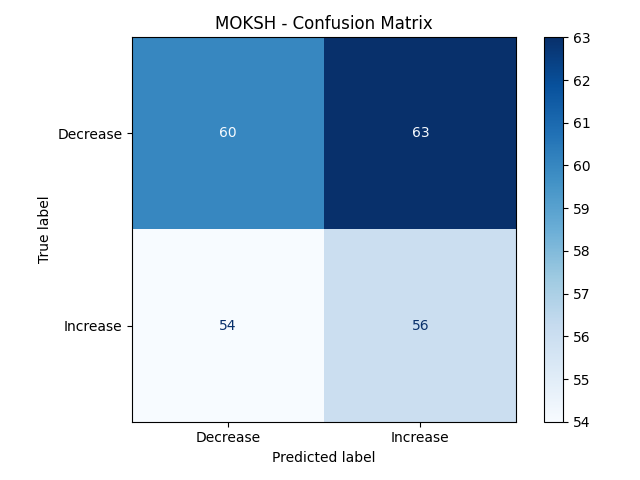 MOKSH - Confusion Matrix
True label
Decrease
Increase
60
63
54
56
Decrease
Increase
Predicted label
63
62
61
60
59
58
57
56
55
54